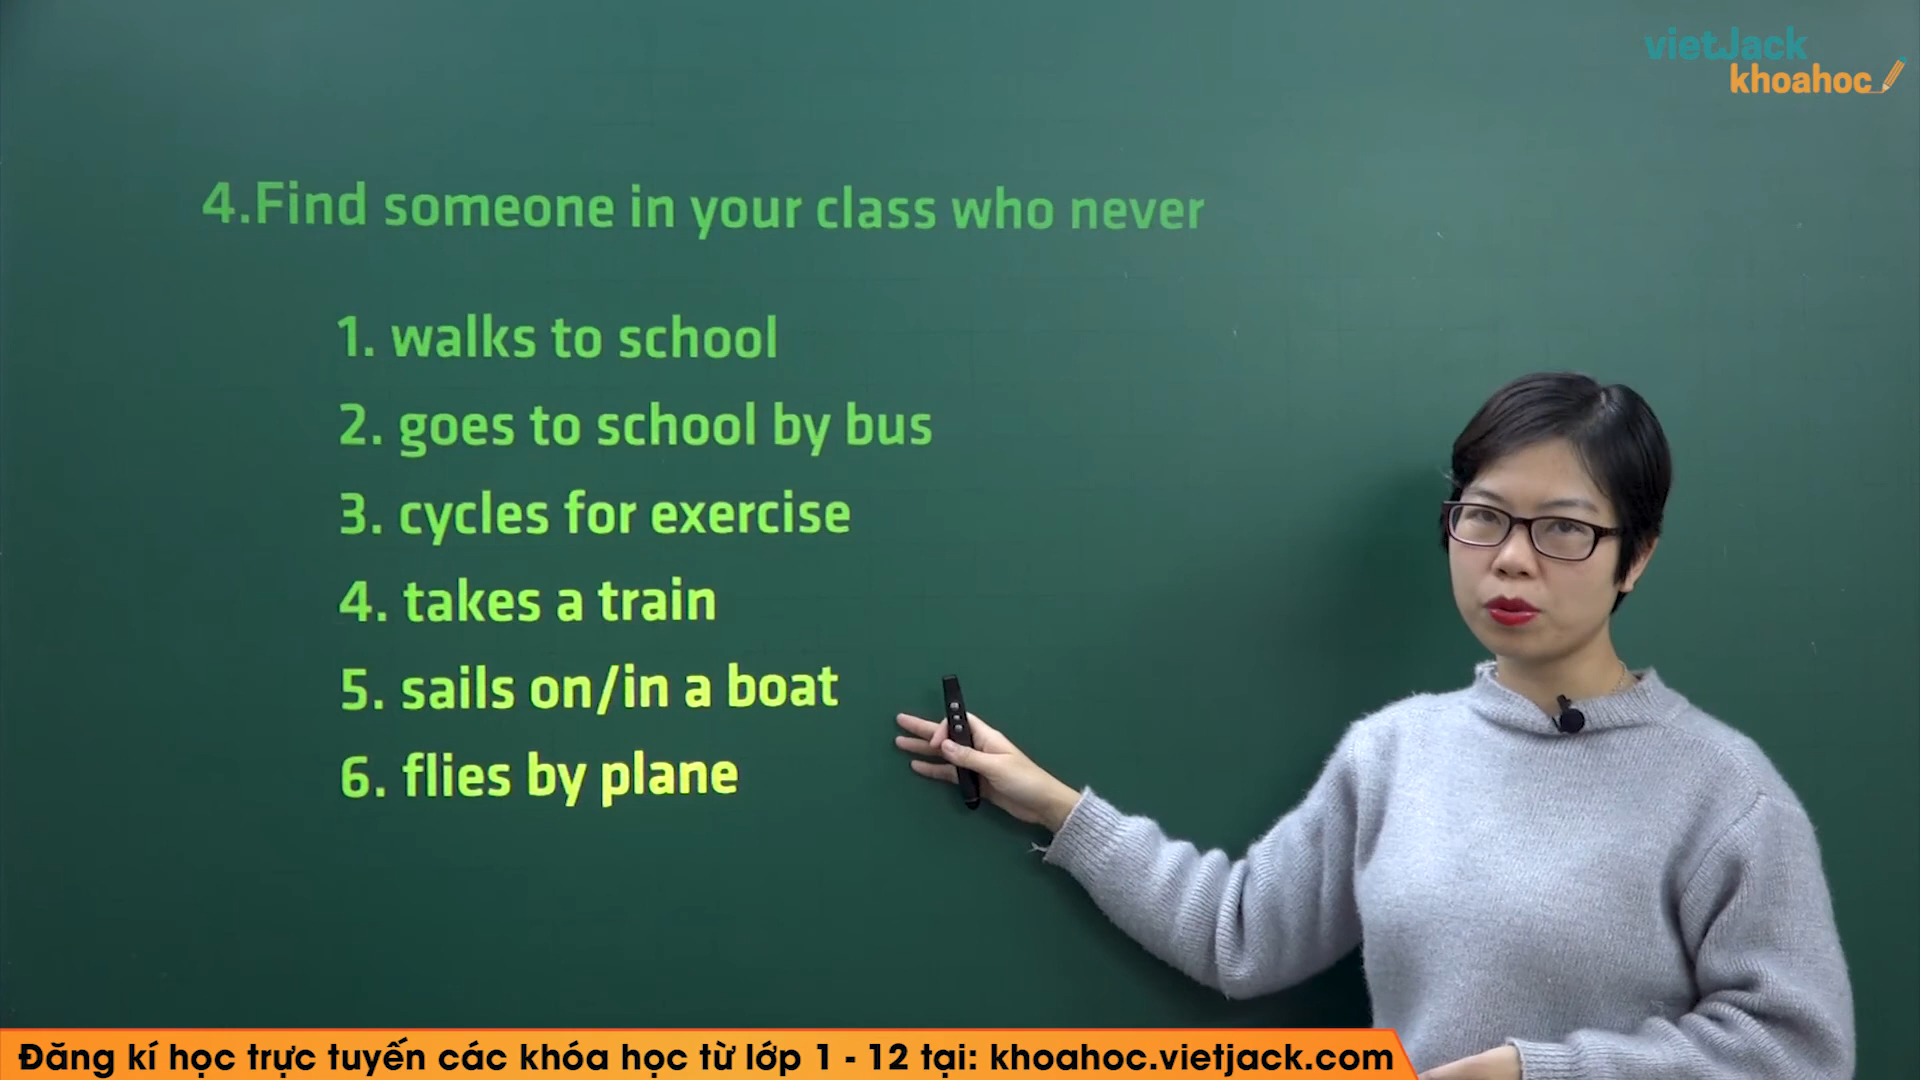 vietJack
khoahoc
4.Find someone in your class who never
1. walks to school
2. goes to school by bus
3. cycles for exercise
4. takes a train
5. sails on/in a boat
6. flies by plane
Đăng kí học trực tuyến các khóa học từ lớp 1 - 12 tại: khoahoc.vietjack.com